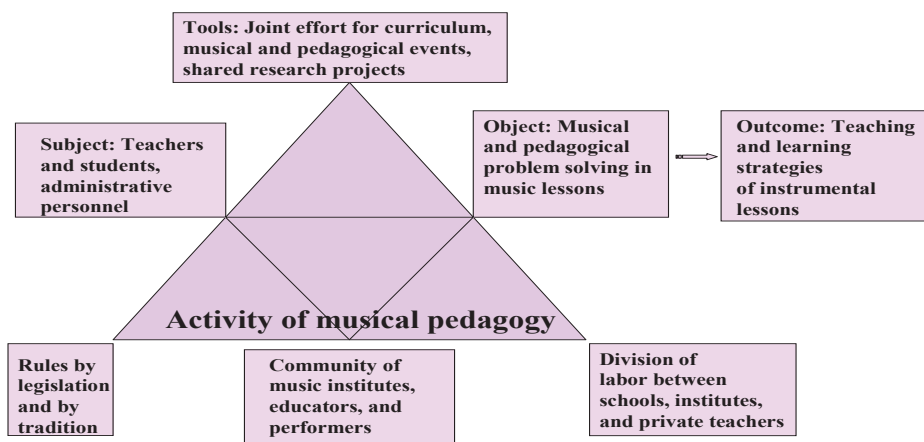 Tools: Joint effort for curriculum,
musical and pedagogical events,
shared research projects
Subject: Teachers
and students,
administrative
personnel
Object: Musical
and pedagogical
problem solving in
music lessons
Outcome: Teaching
and learning
strategies
of instrumental
lessons
Activity of musical pedagogy
Rules by
legislation
and by
tradition
Community of
music institutes,
educators, and
performers
Division of
labor between
schools, institutes,
and private teachers